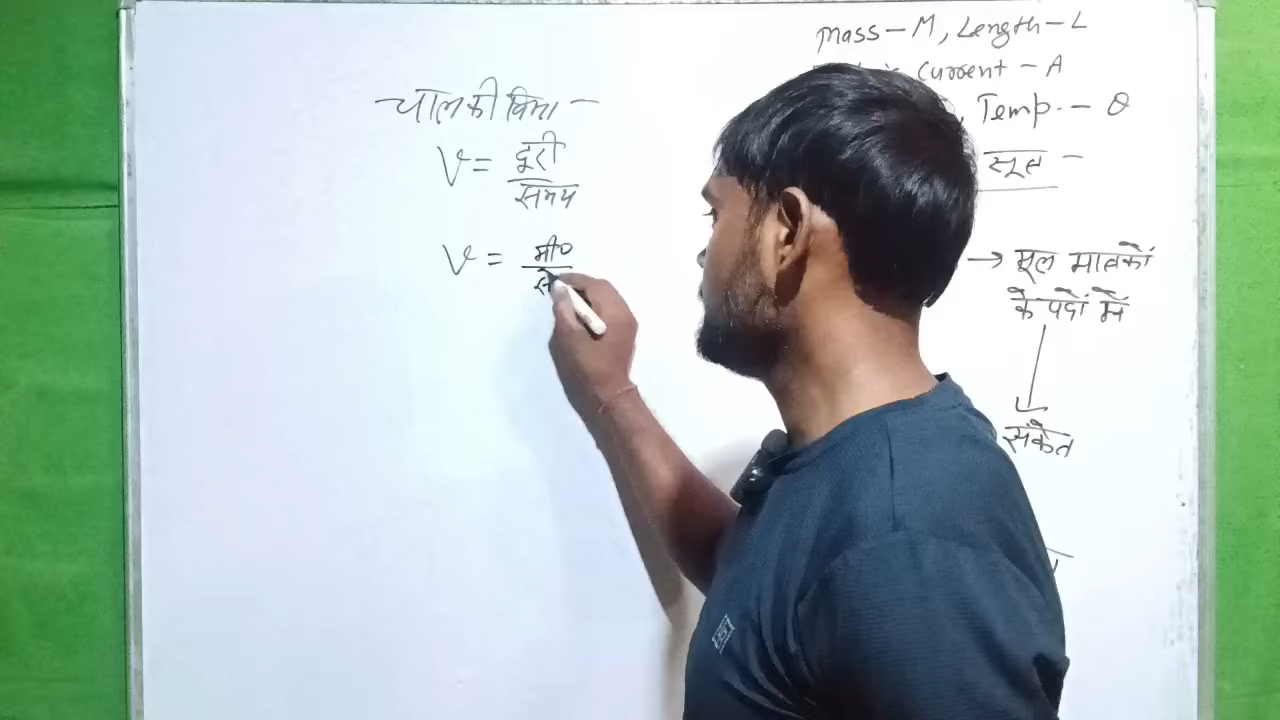 चाल की विमा -
V = दूरी
समय
V = मी०
से
Mass - M, Length - L
Current - A
Temp. - θ
सूत्र -
→ मूल मात्रकों
के पदों में
संकेत